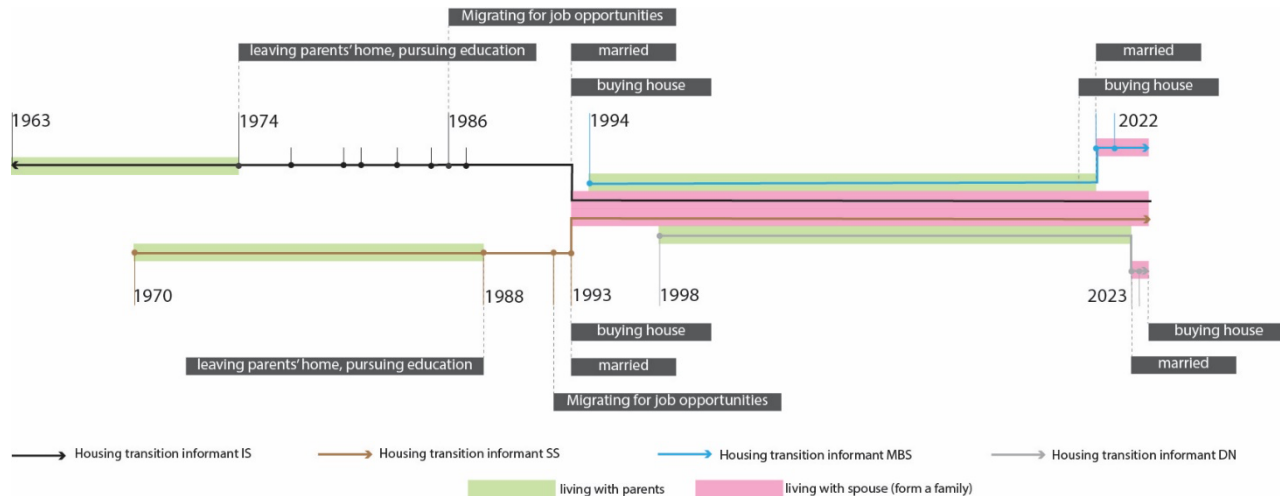 Migrating for job opportunities
leaving parents' home, pursuing education
married
married
buying house
buying house
1963
1974
1986
1994
2022
1970
1988
1993
1998
2023
buying house
buying house
leaving parents' home, pursuing education
married
married
Migrating for job opportunities
Housing transition informant IS
Housing transition informant SS
Housing transition informant MBS
Housing transition informant DN
living with parents
living with spouse (form a family)